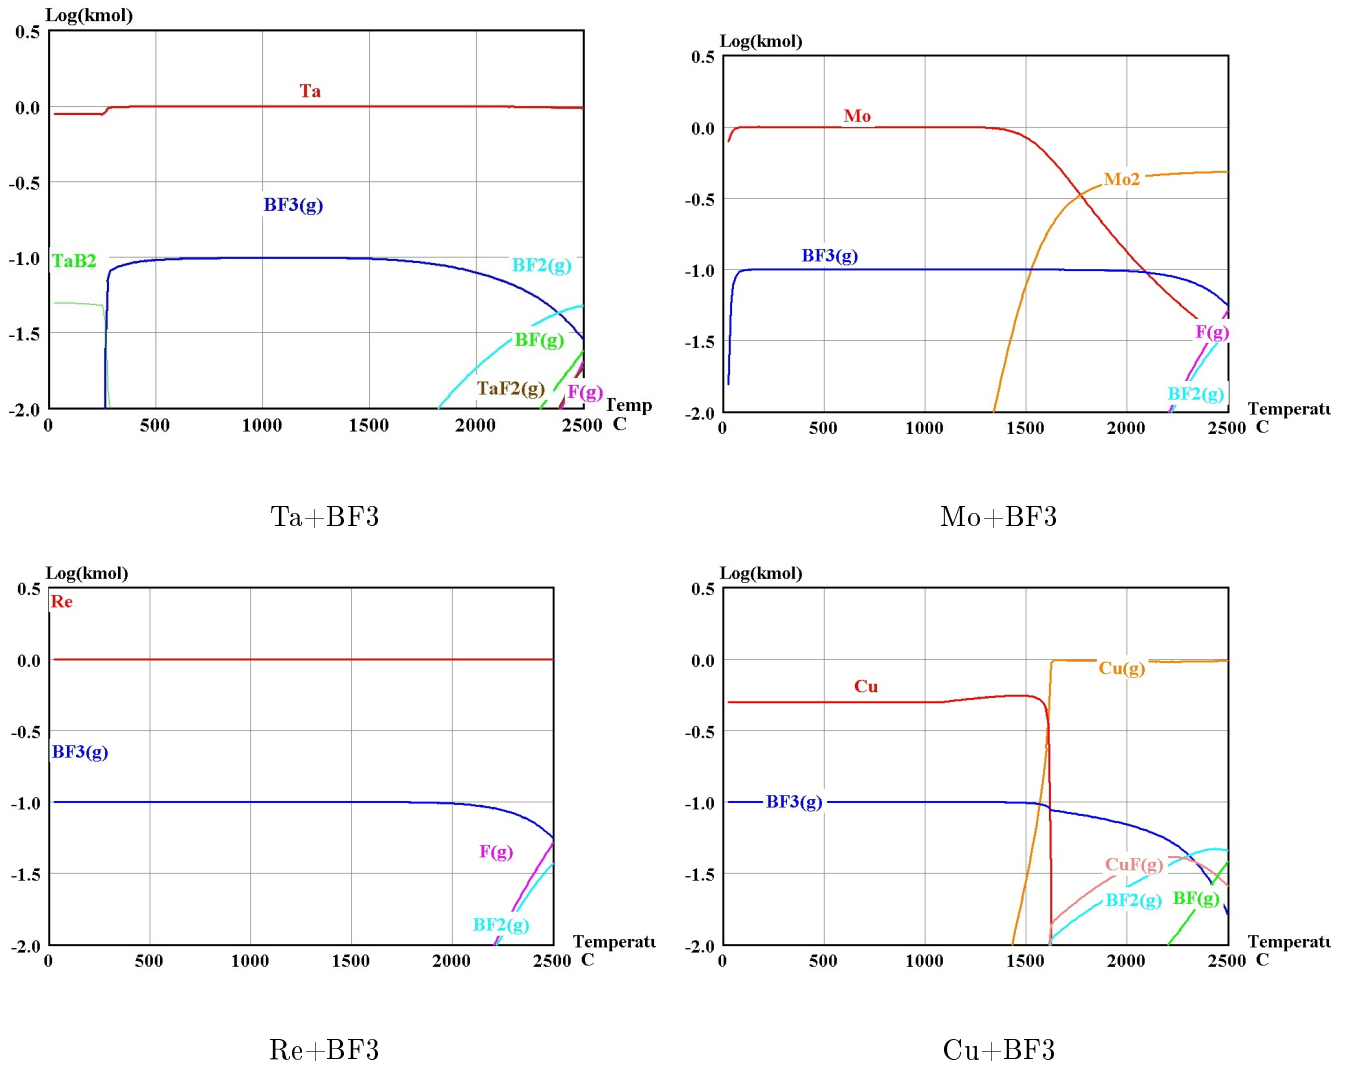 Log(kmol)
0.5
0.0
-0.5
-1.0
-1.5
-2.0
Ta
BF3(g)
TaB2
BF2(g)
BF(g)
TaF2(g)
F(g)
Temp
0 500 1000 1500 2000 2500 C
Ta+BF3
Log(kmol)
0.5
0.0
-0.5
-1.0
-1.5
-2.0
Mo
Mo2
BF3(g)
F(g)
BF2(g)
Temperatu
0 500 1000 1500 2000 2500 C
Mo+BF3
Log(kmol)
0.5
Re
0.0
-0.5
BF3(g)
-1.0
-1.5
-2.0
F(g)
BF2(g)
Temperatu
0 500 1000 1500 2000 2500 C
Re+BF3
Log(kmol)
0.5
0.0
-0.5
-1.0
-1.5
-2.0
Cu(g)
Cu
BF3(g)
CuF(g)
BF2(g)
BF(g)
Temperatu
0 500 1000 1500 2000 2500 C
Cu+BF3